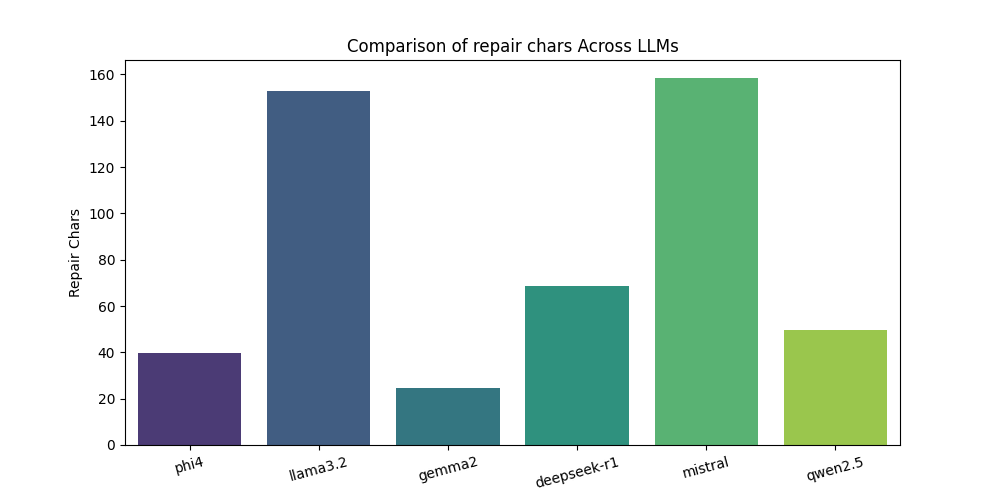 Comparison of repair chars Across LLMs
Repair Chars
160
140
120
100
80
60
40
20
0
phi4
llama3.2
gemma2
deepseek-r1
mistral
qwen2.5